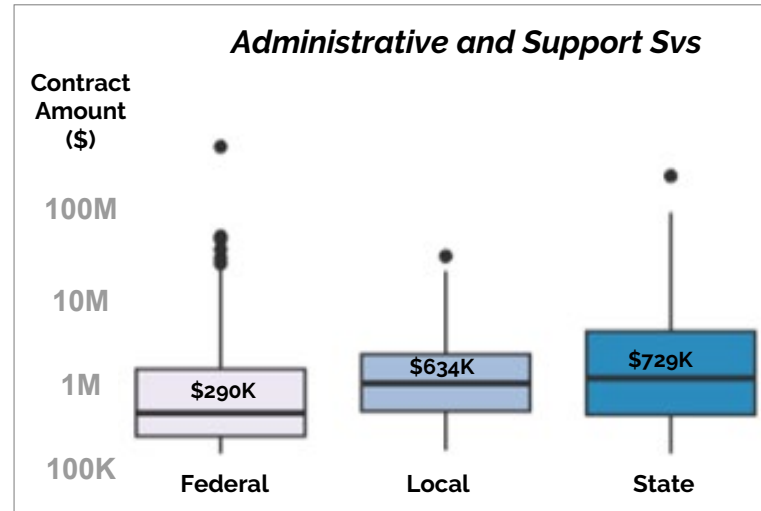 Administrative and Support Svs
Contract
Amount
($)
100M
10M
1M
100K
$290K
$634K
$729K
Federal
Local
State